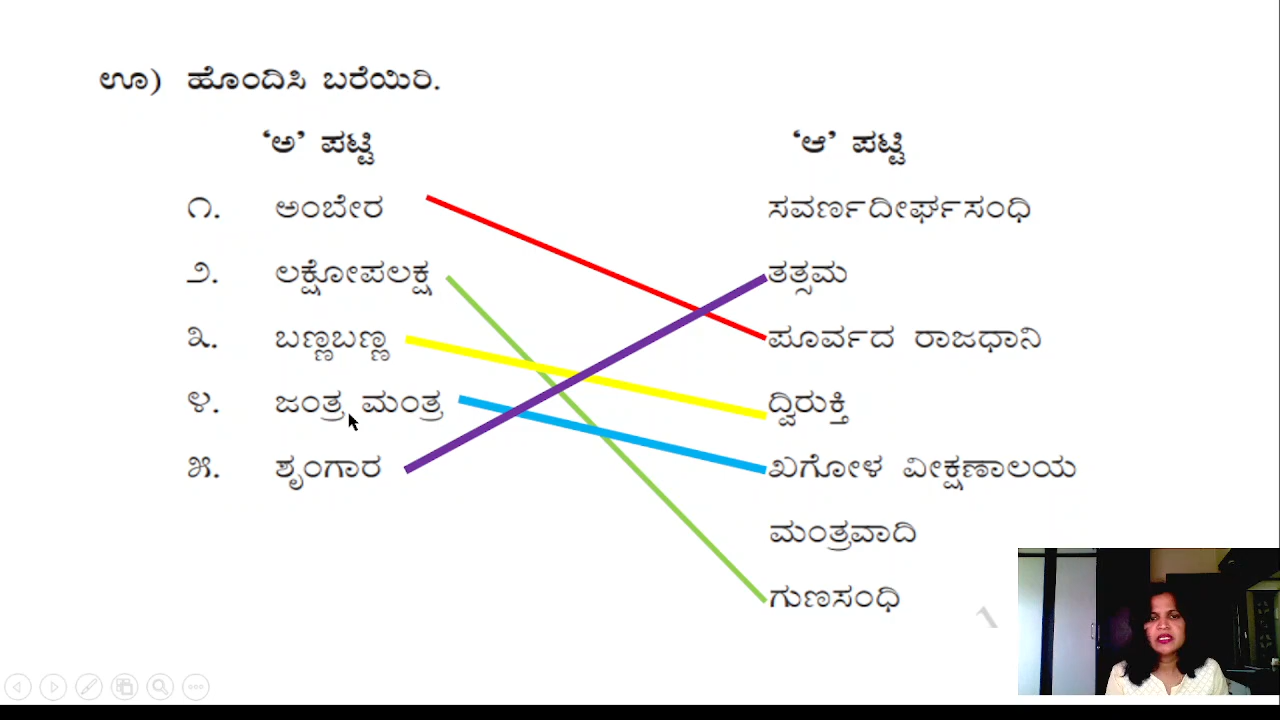 ಊ) ಹೊಂದಿಸಿ ಬರೆಯಿರಿ.
‘ಅ’ ಪಟ್ಟಿ ‘ಆ’ ಪಟ್ಟಿ
೧. ಅಂಬೇರ ಸವರ್ಣದೀರ್ಘಸಂಧಿ
೨. ಲಕ್ಷೋಪಲಕ್ಷ ತತ್ಸಮ
೩. ಬಣ್ಣಬಣ್ಣ ಪೂರ್ವದ ರಾಜಧಾನಿ
೪. ಜಂತ್ರ ಮಂತ್ರ ದ್ವಿರುಕ್ತಿ
೫. ಶೃಂಗಾರ ಖಗೋಳ ವೀಕ್ಷಣಾಲಯ
ಮಂತ್ರವಾದಿ
ಗುಣಸಂಧಿ